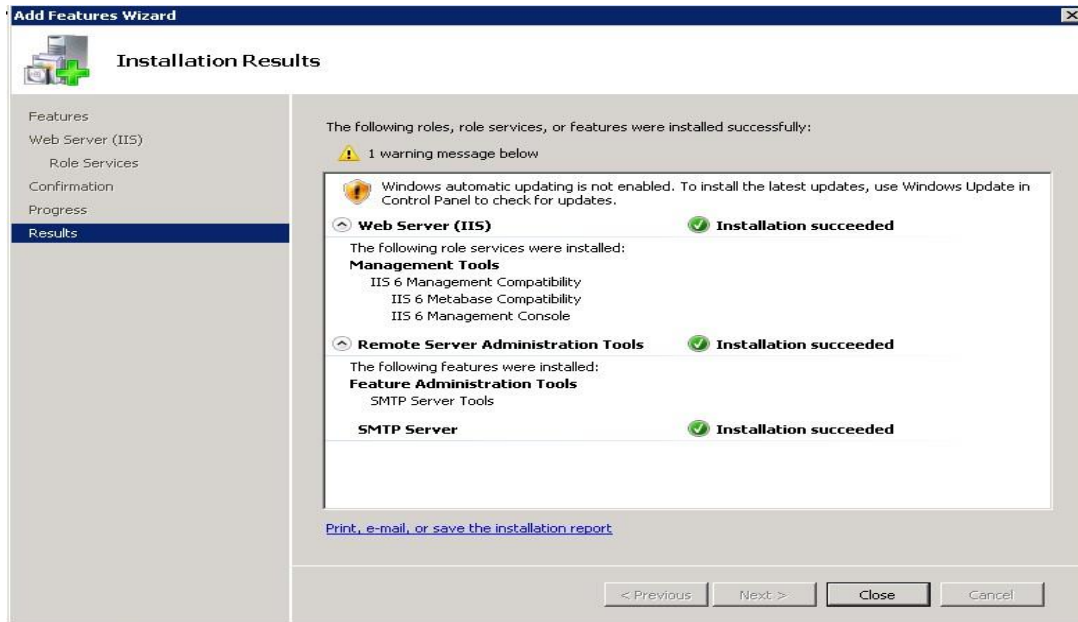 Add Features Wizard
Installation Results
Features
Web Server (IIS)
Role Services
Confirmation
Progress
Results
The following roles, role services, or features were installed successfully:
1 warning message below
Windows automatic updating is not enabled. To install the latest updates, use Windows Update in
Control Panel to check for updates.
Web Server (IIS) Installation succeeded
The following role services were installed:
Management Tools
IIS 6 Management Compatibility
IIS 6 Metabase Compatibility
IIS 6 Management Console
Remote Server Administration Tools Installation succeeded
The following features were installed:
Feature Administration Tools
SMTP Server Tools
SMTP Server Installation succeeded
Print, e-mail, or save the installation report
< Previous Next > Close Cancel